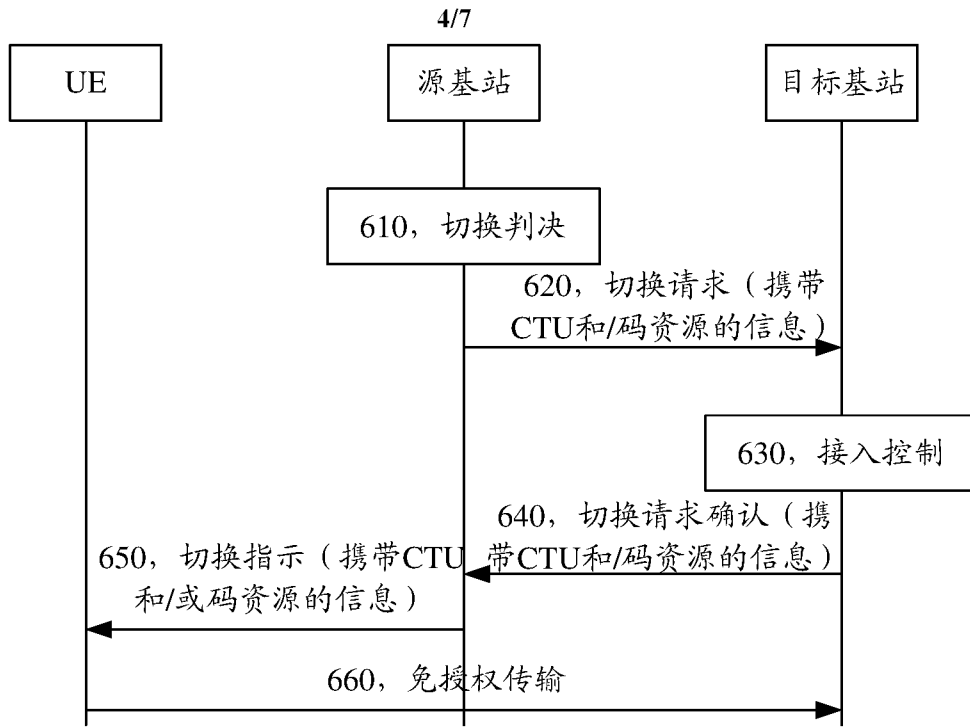 4/7
UE
源基站
目标基站
610，切换判决
620，切换请求（携带
CTU和/码资源的信息）
630，接入控制
640，切换请求确认（携
带CTU和/码资源的信息）
650，切换指示（携带CTU
和/或码资源的信息）
660，免授权传输